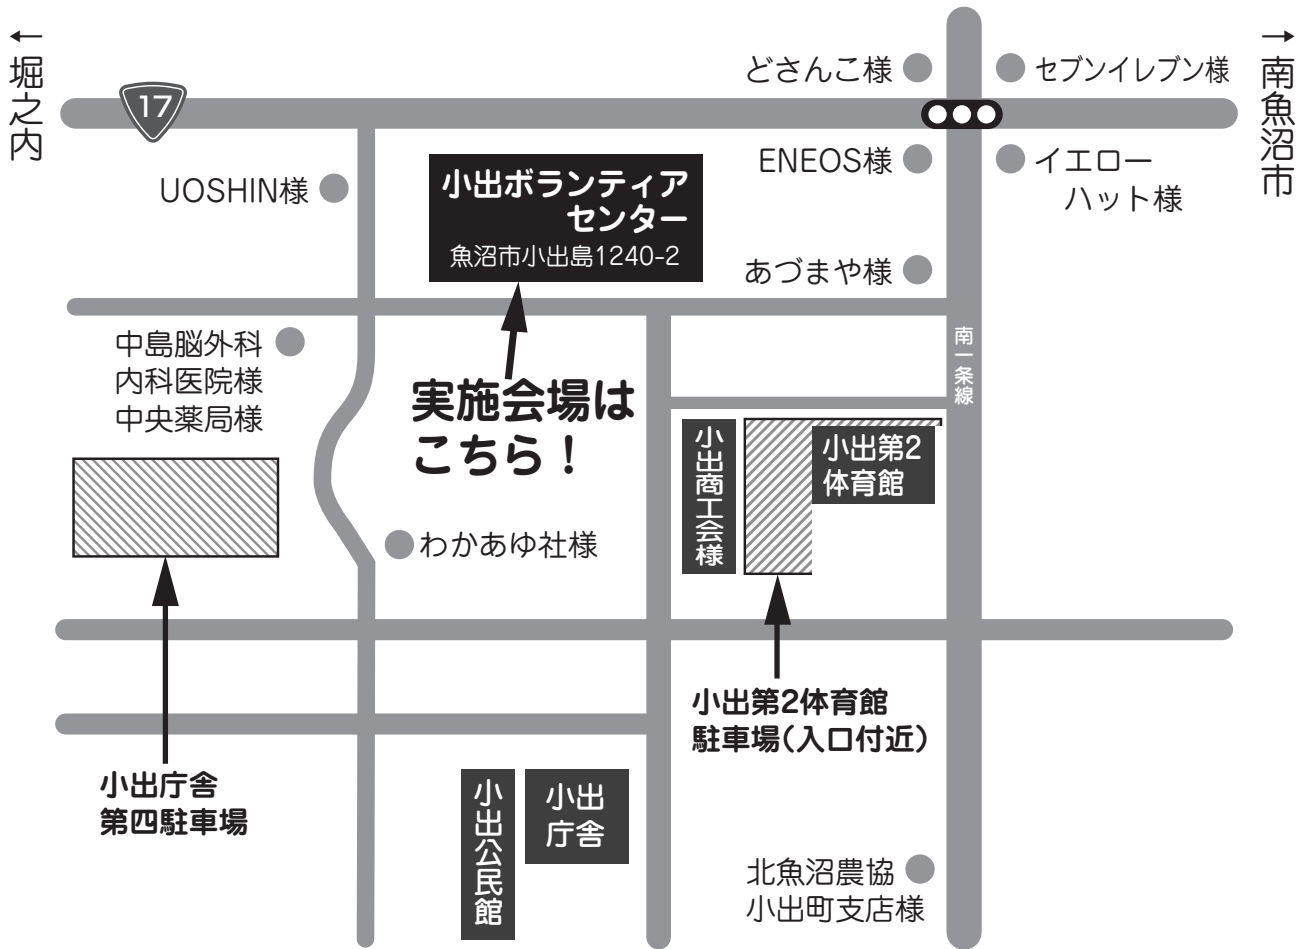 ←堀之内
→南魚沼市
17
どさんこ様
セブンイレブン様
ENEOS様
イエロー
ハット様
UOSHIN様
小出ボランティア
センター
魚沼市小出島1240-2
あづまや様
南一条線
中島脳外科
内科医院様
中央薬局様
実施会場は
こちら！
小出商工会様
小出第2
体育館
わかあゆ社様
小出第2体育館
駐車場(入口付近)
小出庁舎
第四駐車場
小出公民館
小出
庁舎
北魚沼農協
小出町支店様